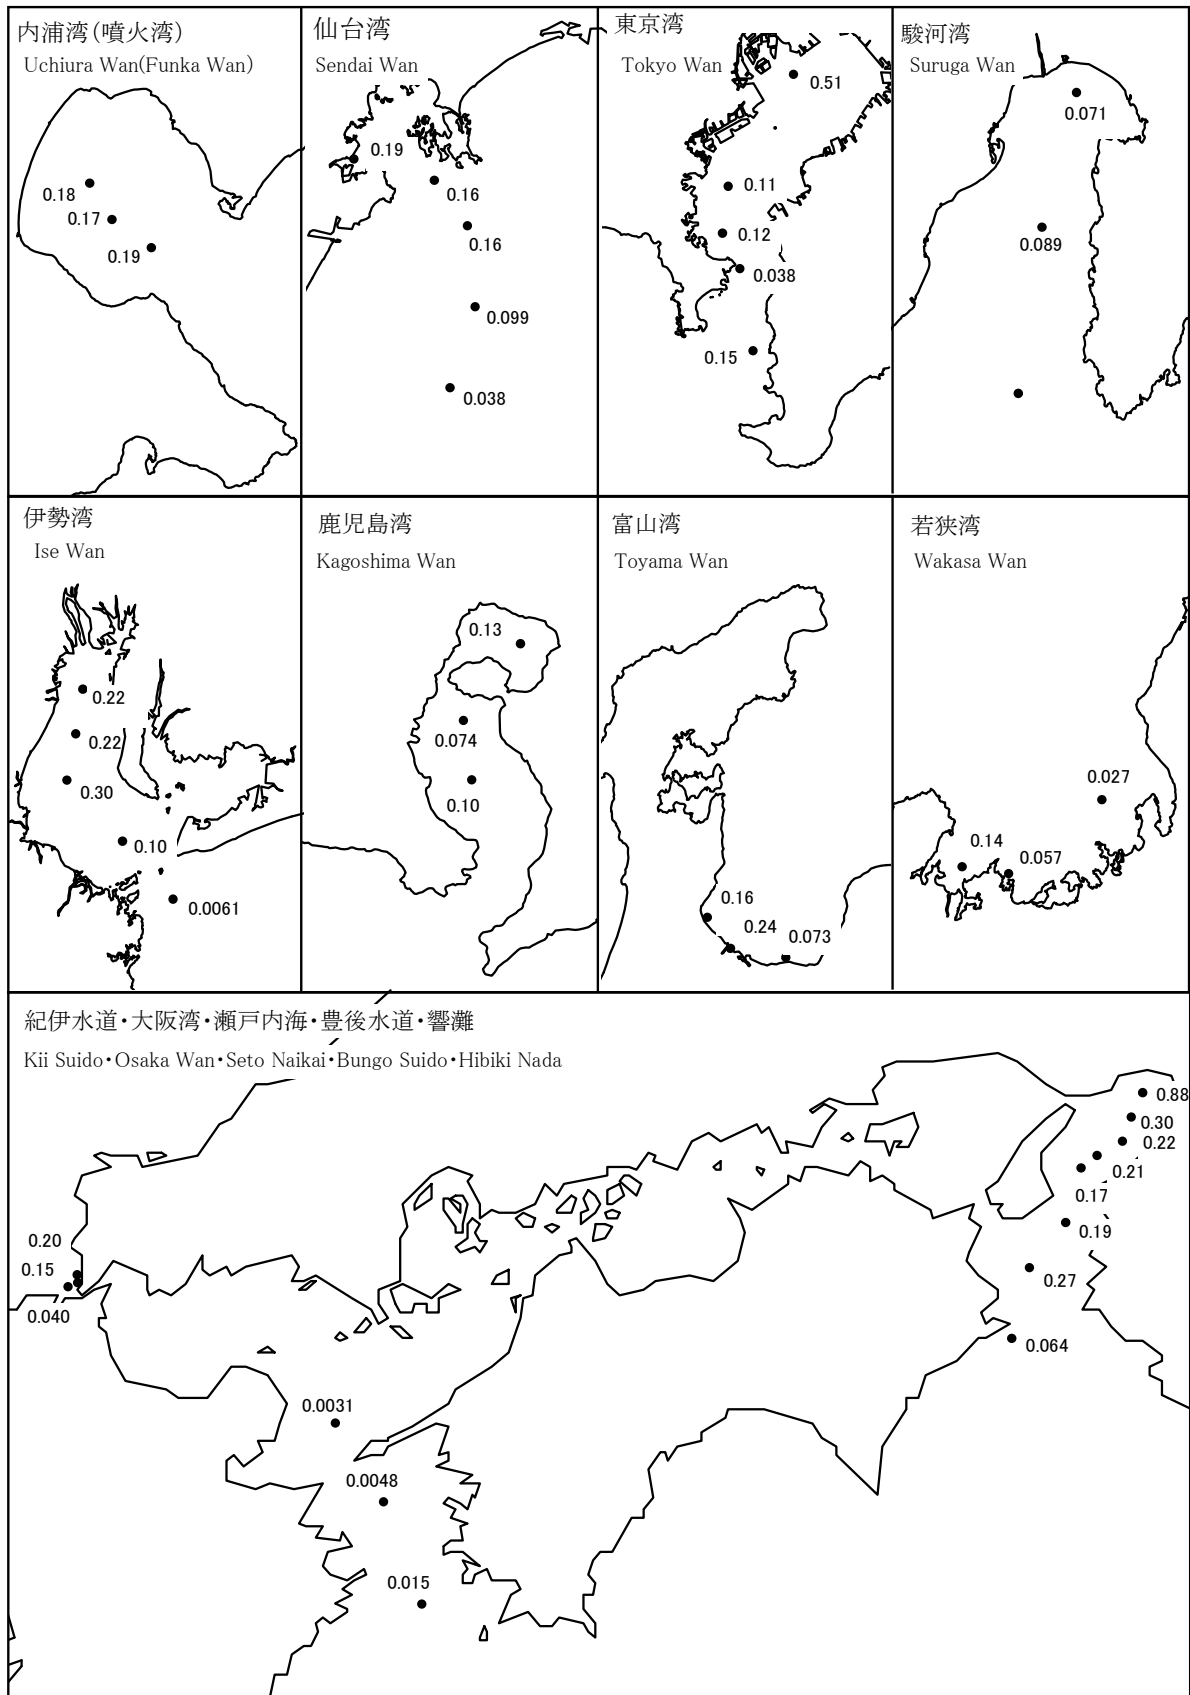 内浦湾（噴火湾）
Uchiura Wan(Funka Wan)
0.18
0.17
0.19
仙台湾
Sendai Wan
0.19
0.16
0.16
0.099
0.038
東京湾
Tokyo Wan
0.51
0.11
0.12
0.038
0.15
駿河湾
Suruga Wan
0.071
0.089
伊勢湾
Ise Wan
0.22
0.22
0.30
0.10
0.0061
鹿児島湾
Kagoshima Wan
0.13
0.074
0.10
富山湾
Toyama Wan
0.16
0.24
0.073
若狭湾
Wakasa Wan
0.027
0.14
0.057
紀伊水道・大阪湾・瀬戸内海・豊後水道・響灘
Kii Suido・Osaka Wan・Seto Naikai・Bungo Suido・Hibiki Nada
0.88
0.30
0.22
0.21
0.17
0.19
0.20
0.15
0.27
0.040
0.064
0.0031
0.0048
0.015